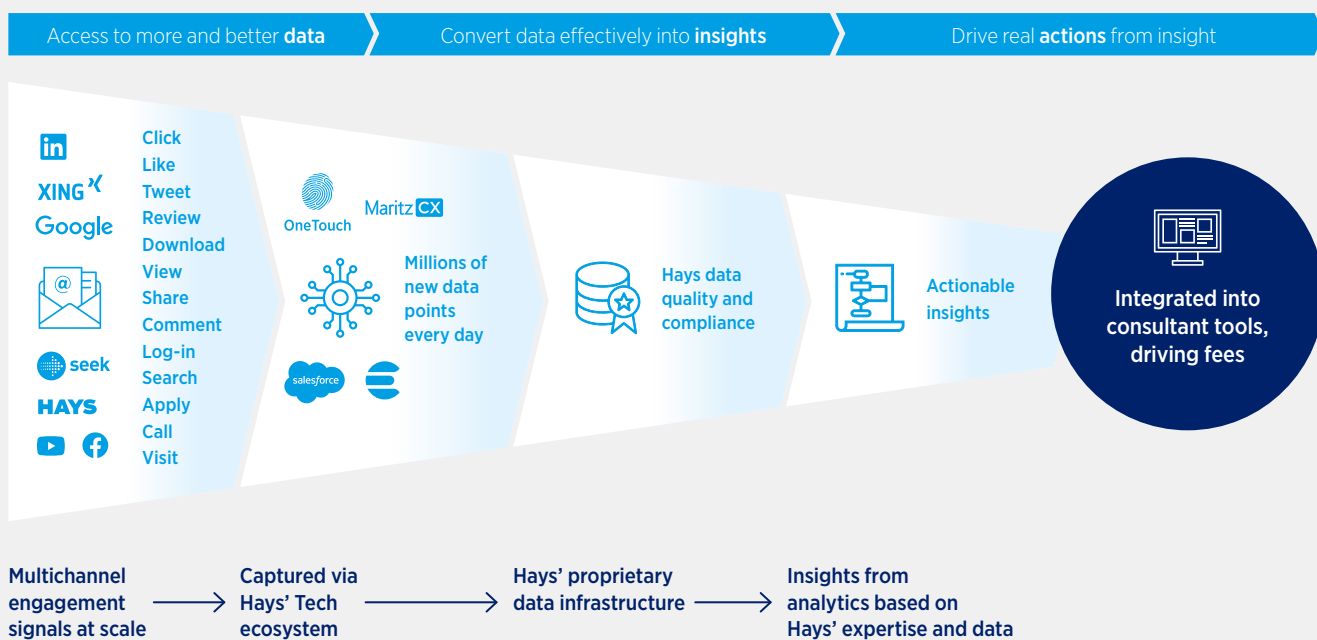 Access to more and better data
Convert data effectively into insights
Drive real actions from insight
in
XING
Google
@
seek
HAYS
Click
Like
Tweet
Review
Download
View
Share
Comment
Log-in
Search
Apply
Call
Visit
OneTouch
Maritz CX
Millions of
new data
points
every day
salesforce
Hays data
quality and
compliance
Actionable
insights
Integrated into
consultant tools,
driving fees
Multichannel
engagement
signals at scale
Captured via
Hays’ Tech
ecosystem
Hays’ proprietary
data infrastructure
Insights from
analytics based on
Hays’ expertise and data